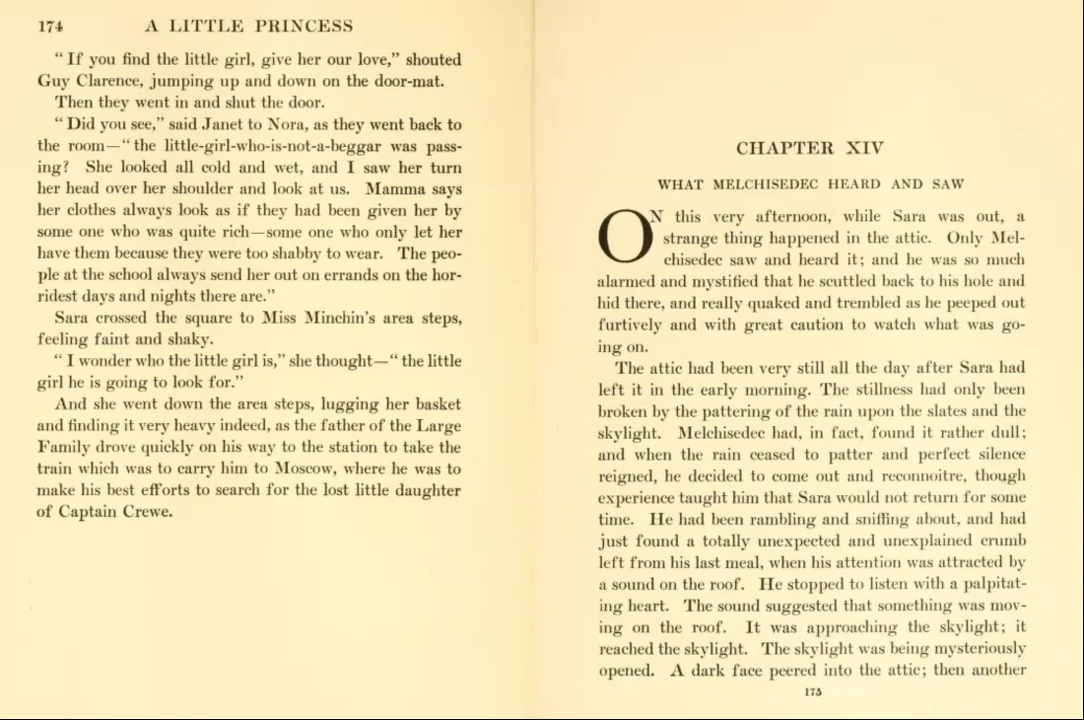 174 A LITTLE PRINCESS
“ If you find the little girl, give her our love,” shouted
Guy Clarence, jumping up and down on the door-mat.
Then they went in and shut the door.
“ Did you see,” said Janet to Nora, as they went back to
the room—“ the little-girl-who-is-not-a-beggar was pass-
ing? She looked all cold and wet, and I saw her turn
her head over her shoulder and look at us. Mamma says
her clothes always look as if they had been given her by
some one who was quite rich—some one who only let her
have them because they were too shabby to wear. The peo-
ple at the school always send her out on errands on the hor-
ridest days and nights there are.”
Sara crossed the square to Miss Minchin’s area steps,
feeling faint and shaky.
“ I wonder who the little girl is,” she thought—“ the little
girl he is going to look for.”
And she went down the area steps, lugging her basket
and finding it very heavy indeed, as the father of the Large
Family drove quickly on his way to the station to take the
train which was to carry him to Moscow, where he was to
make his best efforts to search for the lost little daughter
of Captain Crewe.
CHAPTER XIV
WHAT MELCHISEDEC HEARD AND SAW
ON this very afternoon, while Sara was out, a
strange thing happened in the attic. Only Mel-
chisedec saw and heard it; and he was so much
alarmed and mystified that he scuttled back to his hole and
hid there, and really quaked and trembled as he peeped out
furtively and with great caution to watch what was go-
ing on.
The attic had been very still all the day after Sara had
left it in the early morning. The stillness had only been
broken by the pattering of the rain upon the slates and the
skylight. Melchisedec had, in fact, found it rather dull;
and when the rain ceased to patter and perfect silence
reigned, he decided to come out and reconnoitre, though
experience taught him that Sara would not return for some
time. He had been rambling and sniffing about, and had
just found a totally unexpected and unexplained crumb
left from his last meal, when his attention was attracted by
a sound on the roof. He stopped to listen with a palpitat-
ing heart. The sound suggested that something was mov-
ing on the roof. It was approaching the skylight; it
reached the skylight. The skylight was being mysteriously
opened. A dark face peered into the attic; then another
175